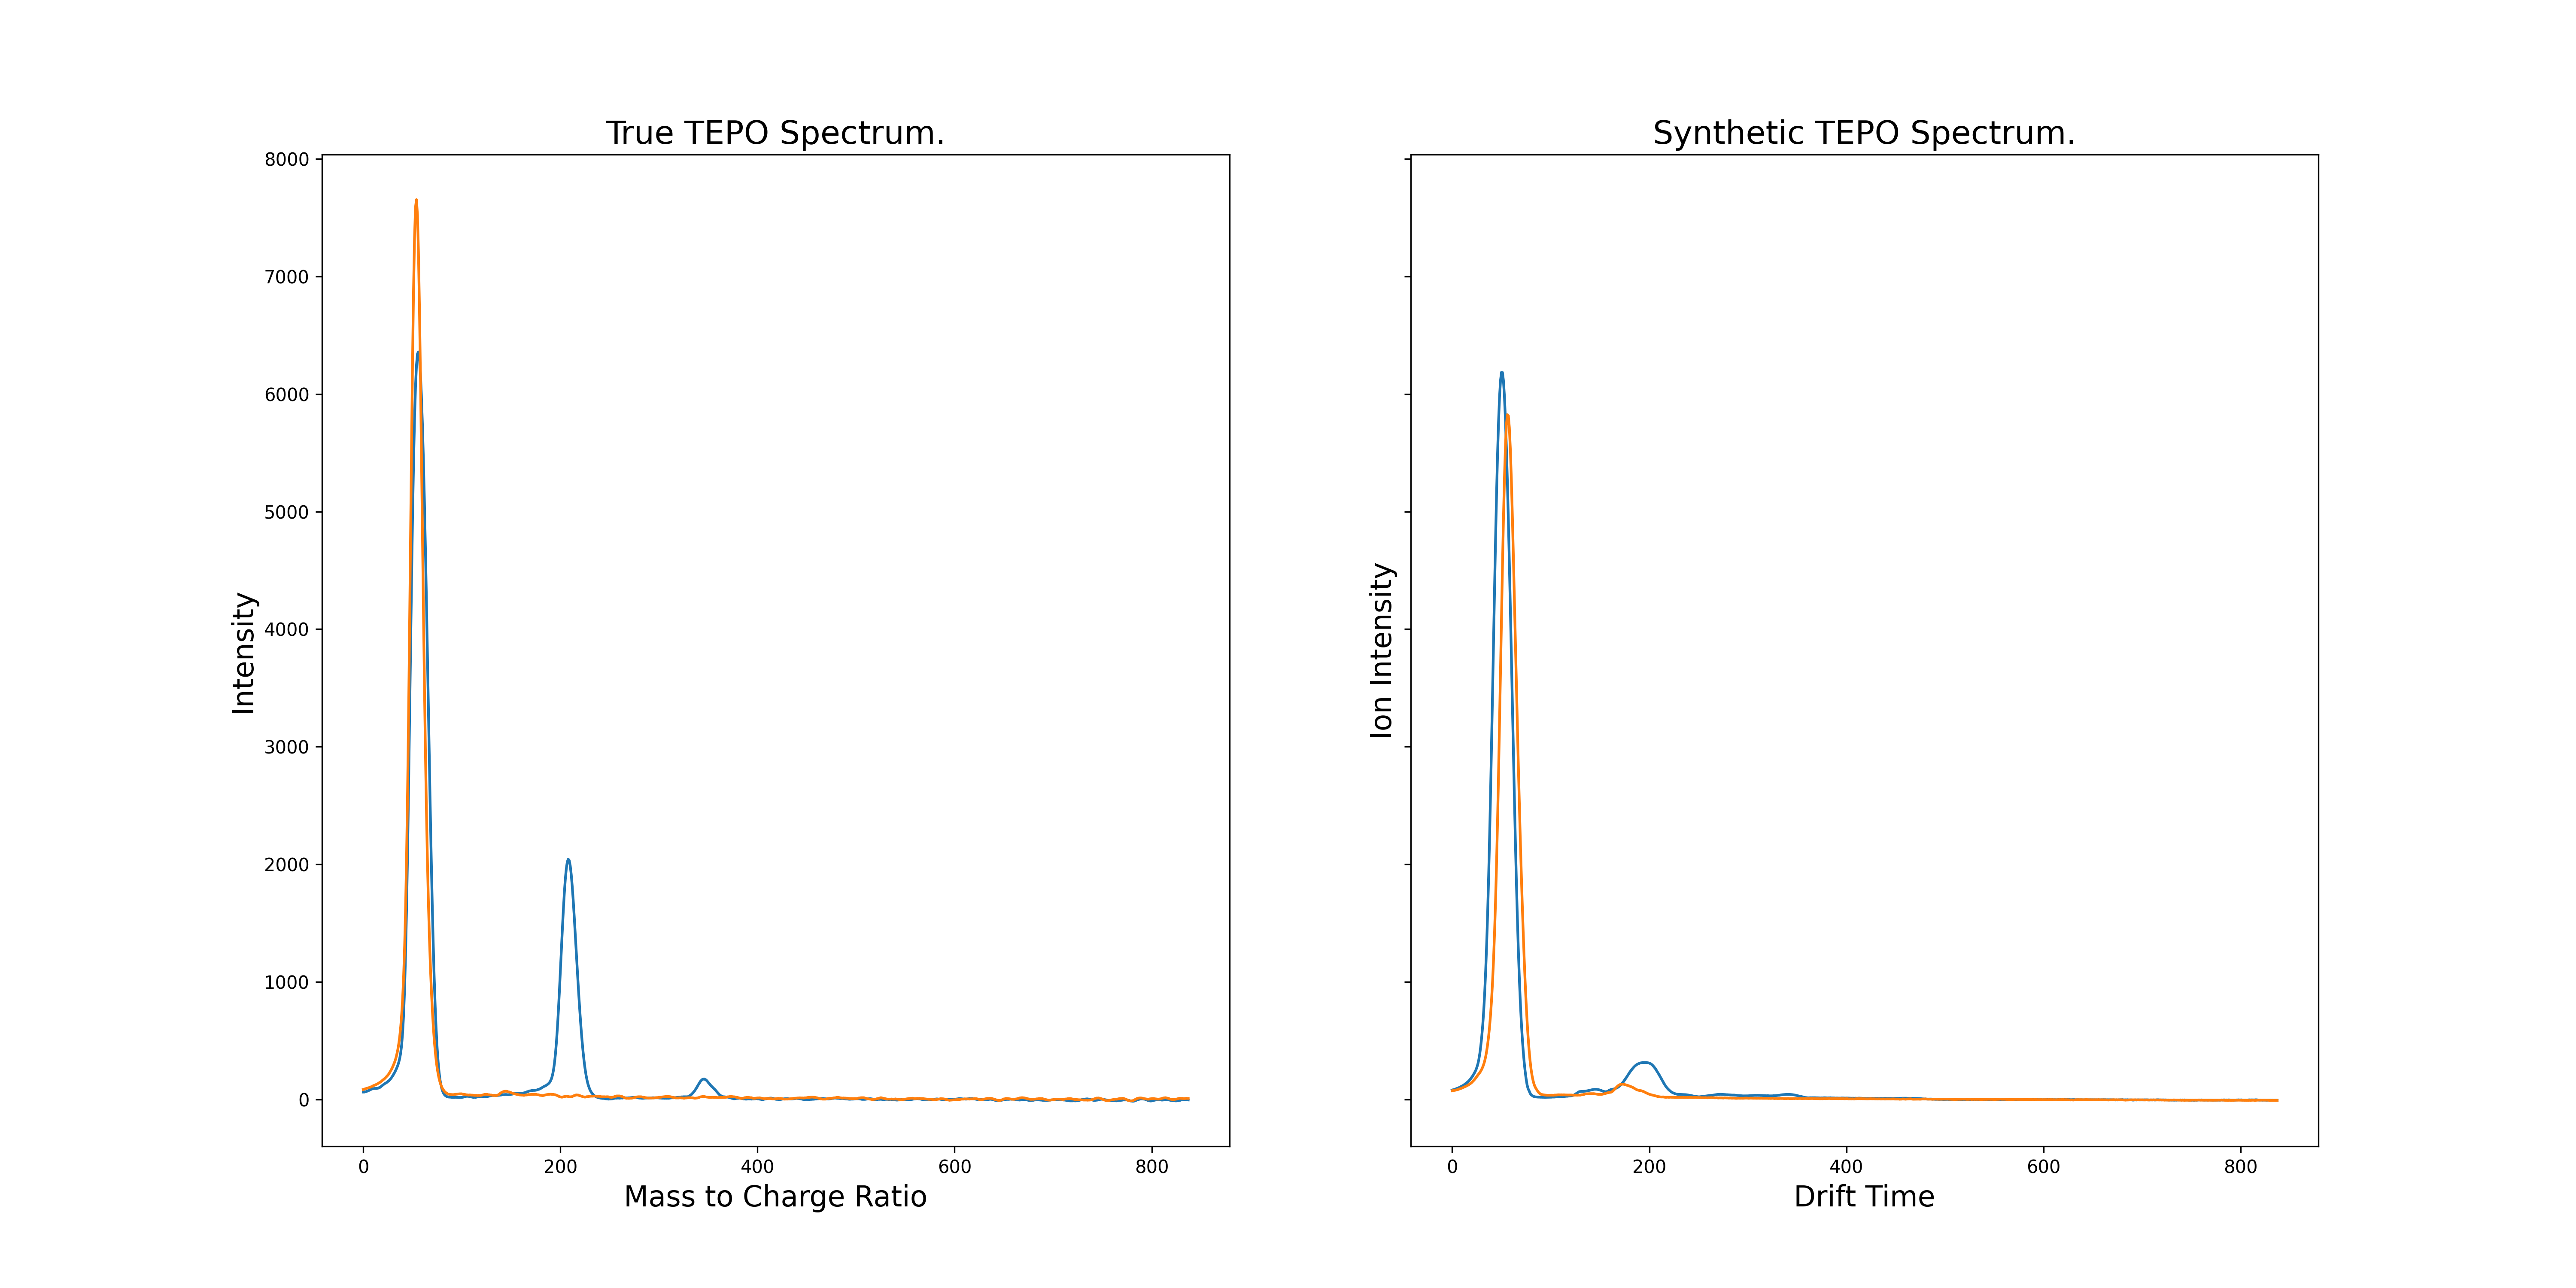 True TEPO Spectrum.
8000
7000
6000
5000
4000
3000
2000
1000
0
Intensity
0 200 400 600 800
Mass to Charge Ratio
Synthetic TEPO Spectrum.
Ion Intensity
0 200 400 600 800
Drift Time